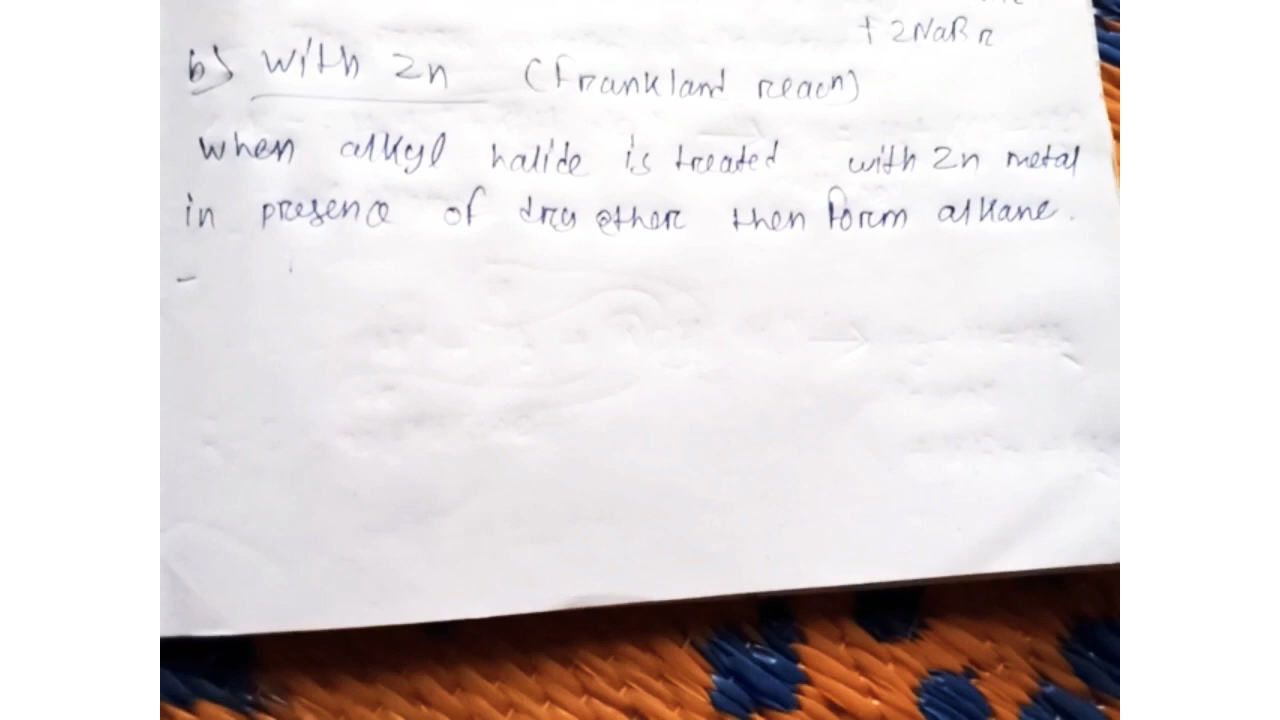 + 2NaBr
b) With Zn (Frankland reacn)
When alkyl halide is treated with Zn metal
in presence of dry ether then form alkane.
-